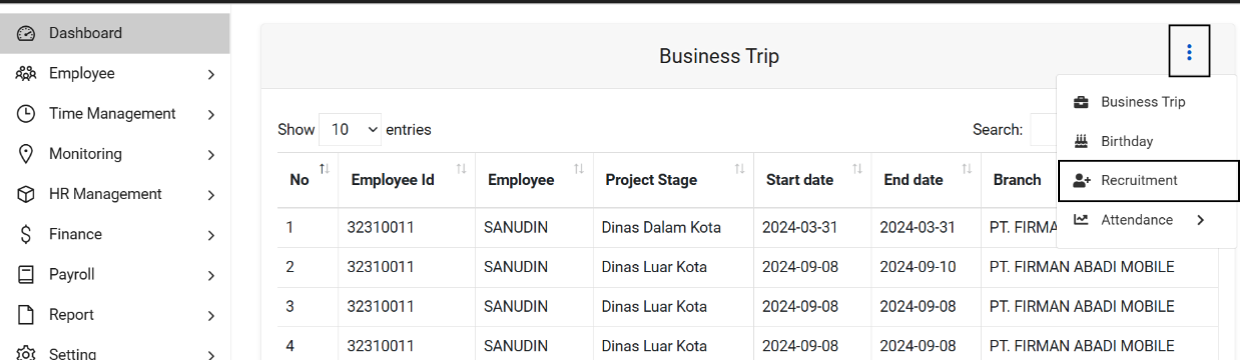 Dashboard
Employee
Time Management
Monitoring
HR Management
Finance
Payroll
Report
Setting
Business Trip
Business Trip
Birthday
Recruitment
Attendance
Show 10 entries
Search:
No Employee Id Employee Project Stage Start date End date Branch
1 32310011 SANUDIN Dinas Dalam Kota 2024-03-31 2024-03-31 PT. FIRMA
2 32310011 SANUDIN Dinas Luar Kota 2024-09-08 2024-09-10 PT. FIRMAN ABADI MOBILE
3 32310011 SANUDIN Dinas Luar Kota 2024-09-08 2024-09-08 PT. FIRMAN ABADI MOBILE
4 32310011 SANUDIN Dinas Luar Kota 2024-09-08 2024-09-08 PT. FIRMAN ABADI MOBILE